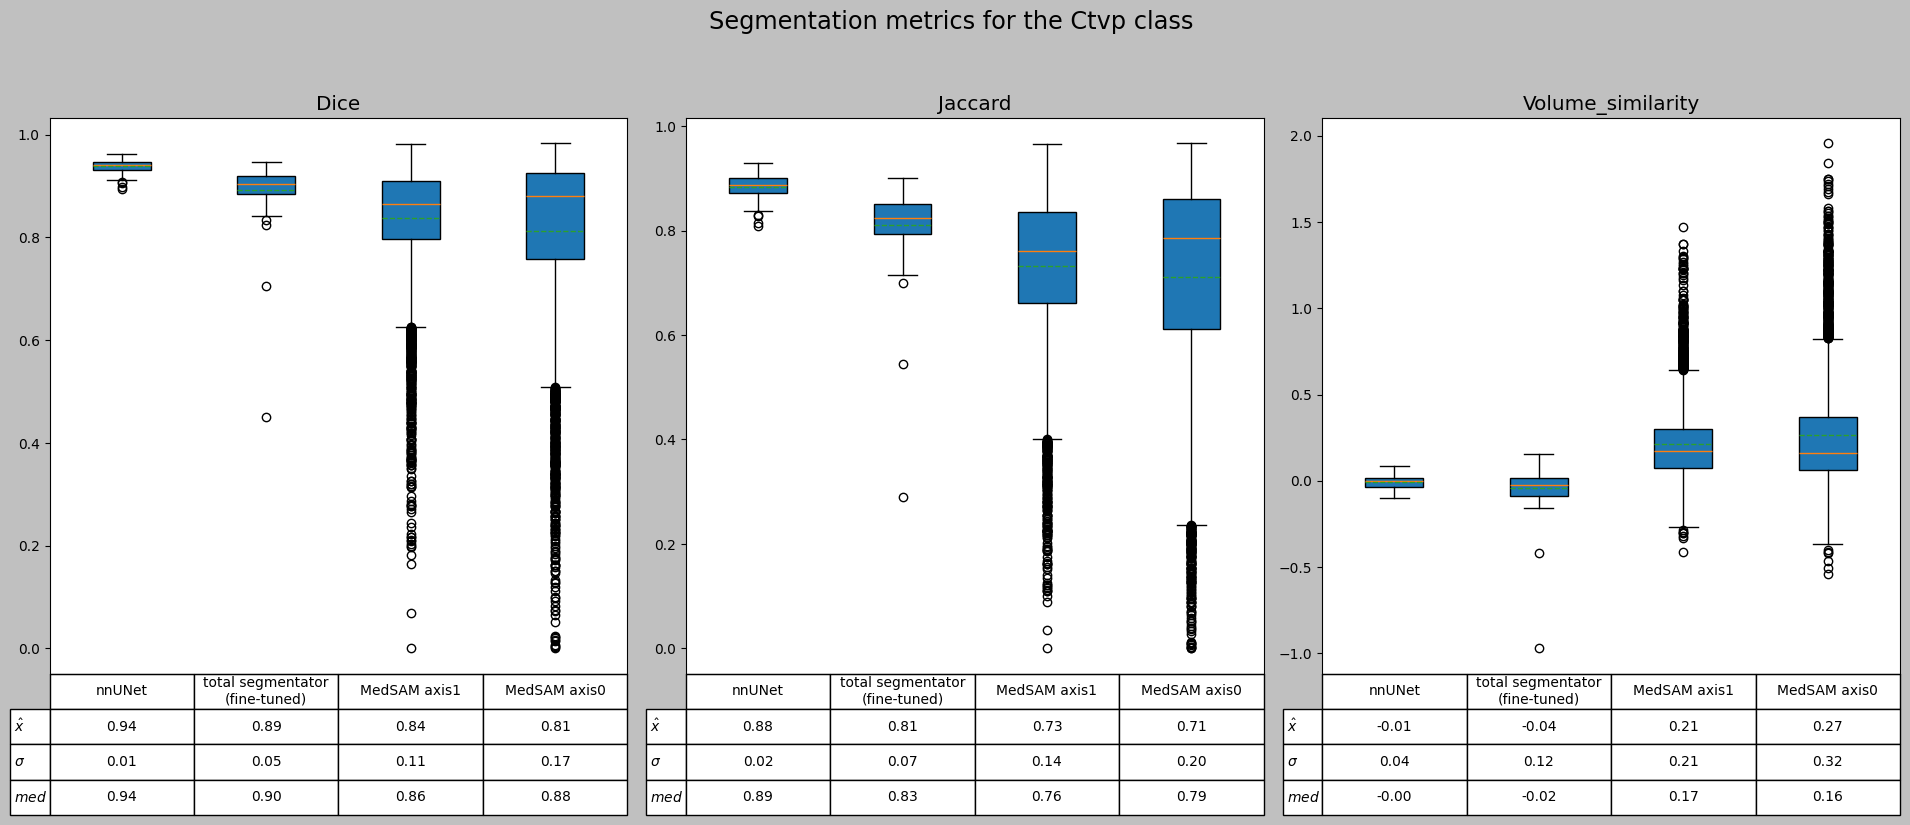 Segmentation metrics for the Ctvp class
Dice
1.0
0.8
0.6
0.4
0.2
0.0
nnUNet total segmentator (fine-tuned) MedSAM axis1 MedSAM axis0
x̂ 0.94 0.89 0.84 0.81
σ 0.01 0.05 0.11 0.17
med 0.94 0.90 0.86 0.88
Jaccard
1.0
0.8
0.6
0.4
0.2
0.0
nnUNet total segmentator (fine-tuned) MedSAM axis1 MedSAM axis0
x̂ 0.88 0.81 0.73 0.71
σ 0.02 0.07 0.14 0.20
med 0.89 0.83 0.76 0.79
Volume_similarity
2.0
1.5
1.0
0.5
0.0
−0.5
−1.0
nnUNet total segmentator (fine-tuned) MedSAM axis1 MedSAM axis0
x̂ -0.01 -0.04 0.21 0.27
σ 0.04 0.12 0.21 0.32
med -0.00 -0.02 0.17 0.16